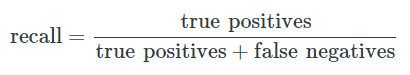 recall = true positives / true positives + false negatives